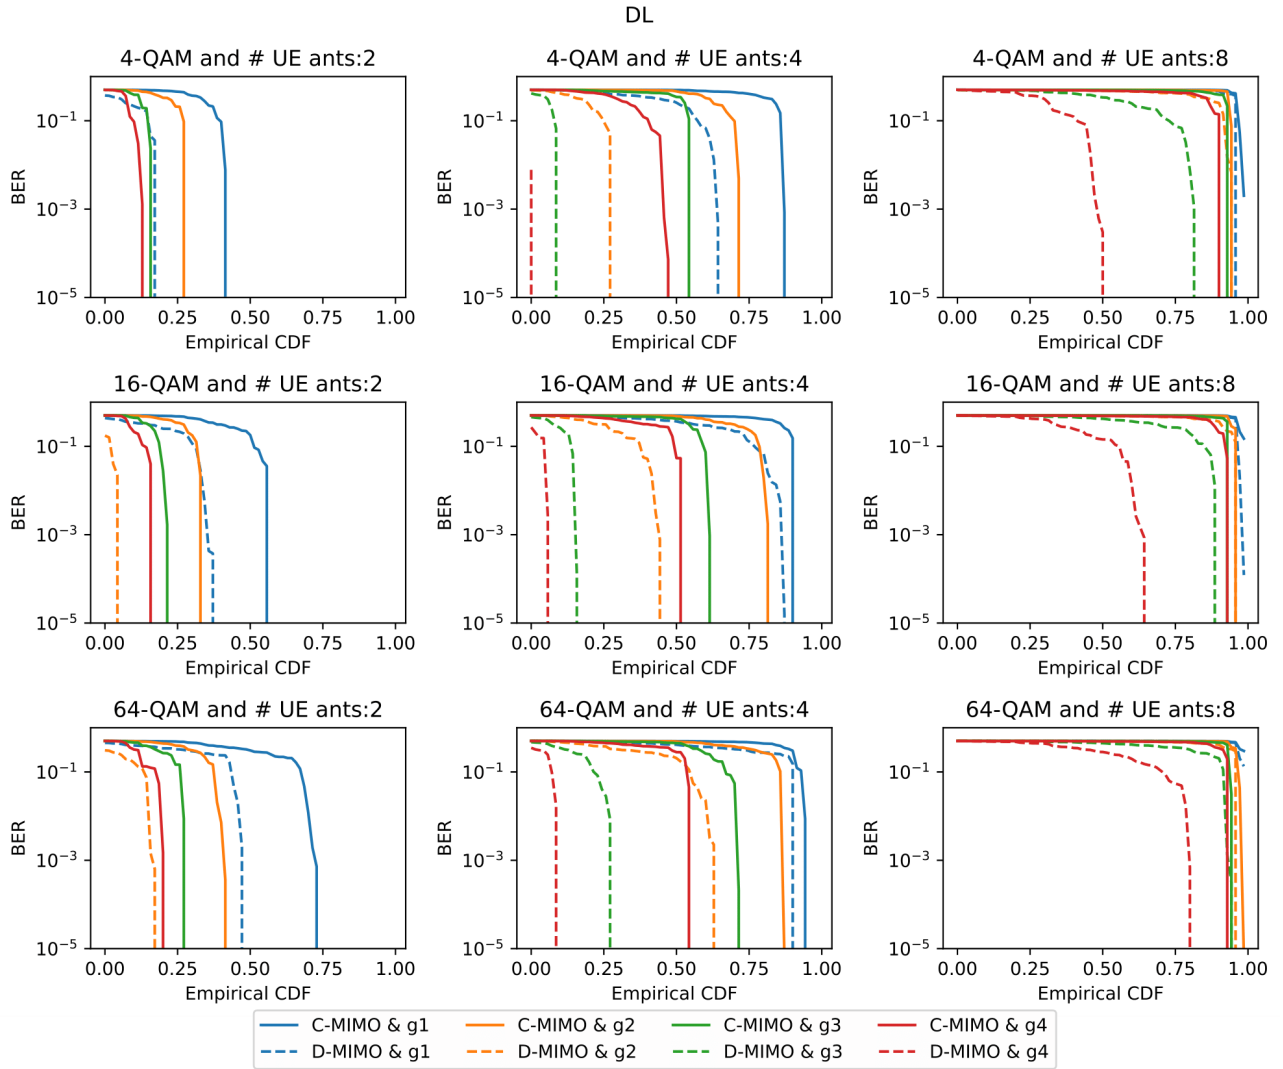 DL
4-QAM and # UE ants:2
4-QAM and # UE ants:4
4-QAM and # UE ants:8
BER
10⁻¹
10⁻³
10⁻⁵
0.00 0.25 0.50 0.75 1.00
Empirical CDF
BER
10⁻¹
10⁻³
10⁻⁵
0.00 0.25 0.50 0.75 1.00
Empirical CDF
BER
10⁻¹
10⁻³
10⁻⁵
0.00 0.25 0.50 0.75 1.00
Empirical CDF
16-QAM and # UE ants:2
16-QAM and # UE ants:4
16-QAM and # UE ants:8
BER
10⁻¹
10⁻³
10⁻⁵
0.00 0.25 0.50 0.75 1.00
Empirical CDF
BER
10⁻¹
10⁻³
10⁻⁵
0.00 0.25 0.50 0.75 1.00
Empirical CDF
BER
10⁻¹
10⁻³
10⁻⁵
0.00 0.25 0.50 0.75 1.00
Empirical CDF
64-QAM and # UE ants:2
64-QAM and # UE ants:4
64-QAM and # UE ants:8
BER
10⁻¹
10⁻³
10⁻⁵
0.00 0.25 0.50 0.75 1.00
Empirical CDF
BER
10⁻¹
10⁻³
10⁻⁵
0.00 0.25 0.50 0.75 1.00
Empirical CDF
BER
10⁻¹
10⁻³
10⁻⁵
0.00 0.25 0.50 0.75 1.00
Empirical CDF
C-MIMO & g1 C-MIMO & g2 C-MIMO & g3 C-MIMO & g4
D-MIMO & g1 D-MIMO & g2 D-MIMO & g3 D-MIMO & g4